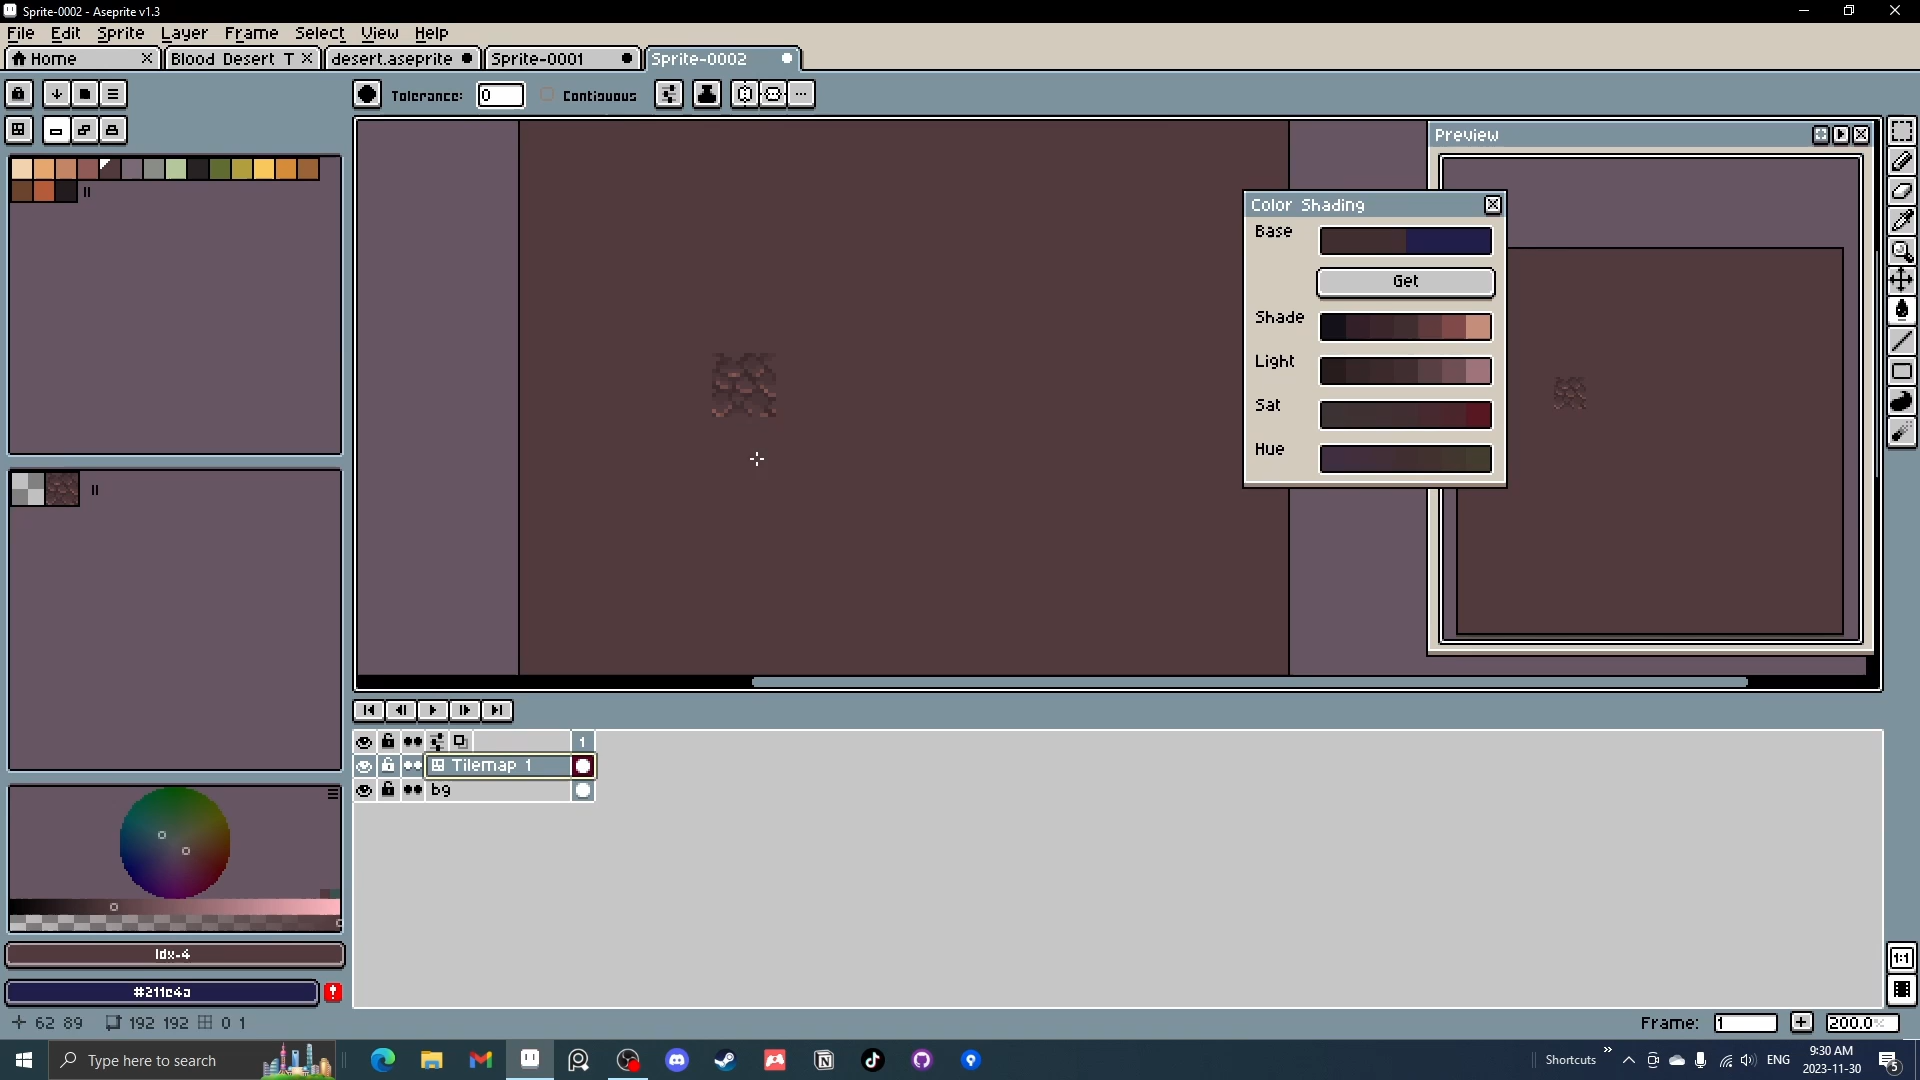 Sprite-0002 - Aseprite v1.3
File Edit Sprite Layer Frame Select View Help
Home
Blood Desert T
desert.aseprite
Sprite-0001
Sprite-0002
Tolerance: 0 Contiguous
Preview
Color Shading
Base
Get
Shade
Light
Sat
Hue
1
Tilemap 1
bg
Idx-4
#211c4a
62 89 192 192 0 1
Frame: 1 200.0%
1:1
Type here to search
Shortcuts
ENG
9:30 AM
2023-11-30
5